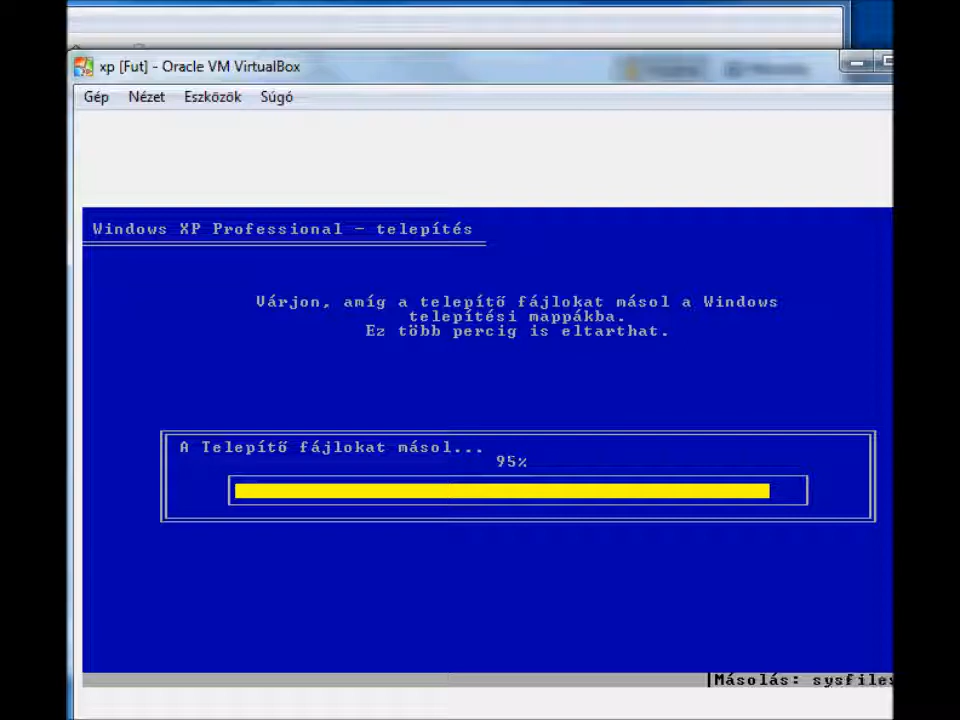 xp [Fut] - Oracle VM VirtualBox
Gép Nézet Eszközök Súgó
Windows XP Professional - telepítés
Várjon, amíg a telepítő fájlokat másol a Windows
telepítési mappákba.
Ez több percig is eltarthat.
A Telepítő fájlokat másol...
95%
Másolás: sysfiles